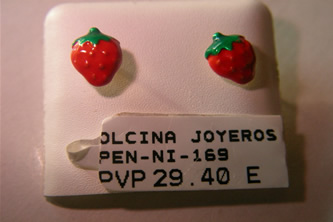 OLCINA JOYEROS
PEN-NI-169
PVP 29.40 E